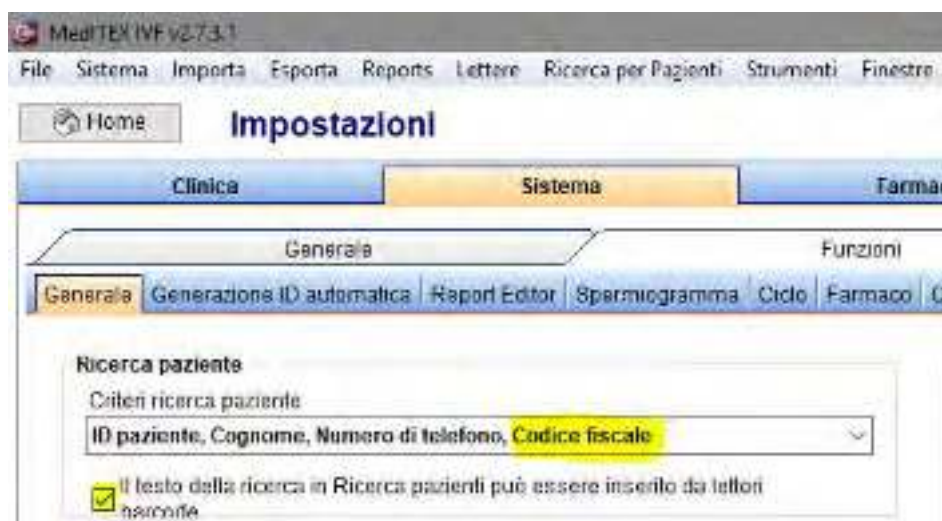 MedITEX IVF v2.7.3.1
File Sistema Importa Esporta Reports Lettere Ricerca per Pazienti Strumenti Finestre
Home Impostazioni
Clinica Sistema Farma
Generale Funzioni
Generale Generazione ID automatica Report Editor Spermiogramma Ciclo Farmaco
Ricerca paziente
Criteri ricerca paziente
ID paziente, Cognome, Numero di telefono, Codice fiscale
Il testo della ricerca in Ricerca pazienti può essere inserito da lettori
barcode